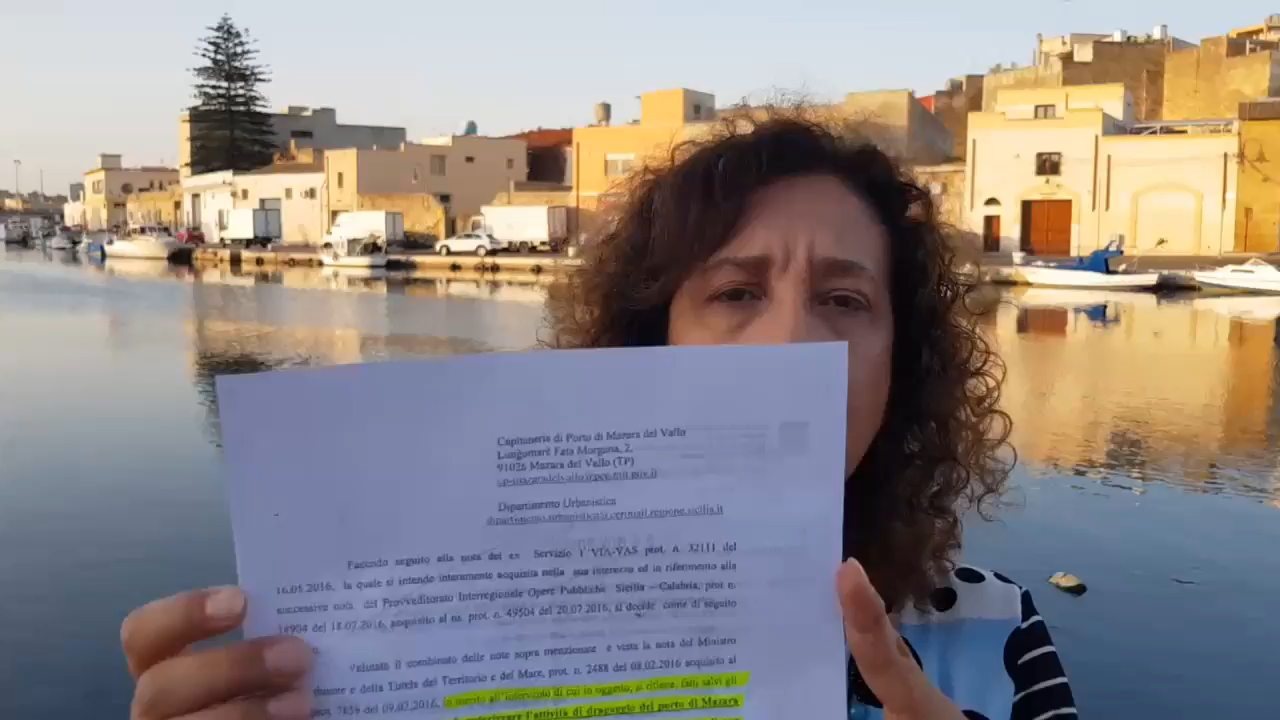 Capitaneria di Porto di Mazara del Vallo
Lungomare Fata Morgana, 2,
91026 Mazara del Vallo (TP)
Dipartimento Urbanistica
Facendo seguito alla nota del ex Servizio 1 VIA-VAS prot. n. 32111 del
16.05.2016, la quale si intende interamente acquisita nella sua interezza ed in riferimento alla
successiva nota del Provveditorato Interregionale Opere Pubbliche Sicilia – Calabria, prot n.
del 18.07.2016, acquisito al ns. prot. n. 49504 del 20.07.2016, si decede come di seguito
Valutato il combinato delle note sopra menzionate e vista la nota del Ministro
e della Tutela del Territorio e del Mare, prot. n. 2488 del 08.02.2016 acquisito al
7859 del 09.02.2016, in merito all'intervento di cui in oggetto, si ritiene, fatti salvi gli
l'attività di dragaggio del porto di Mazara